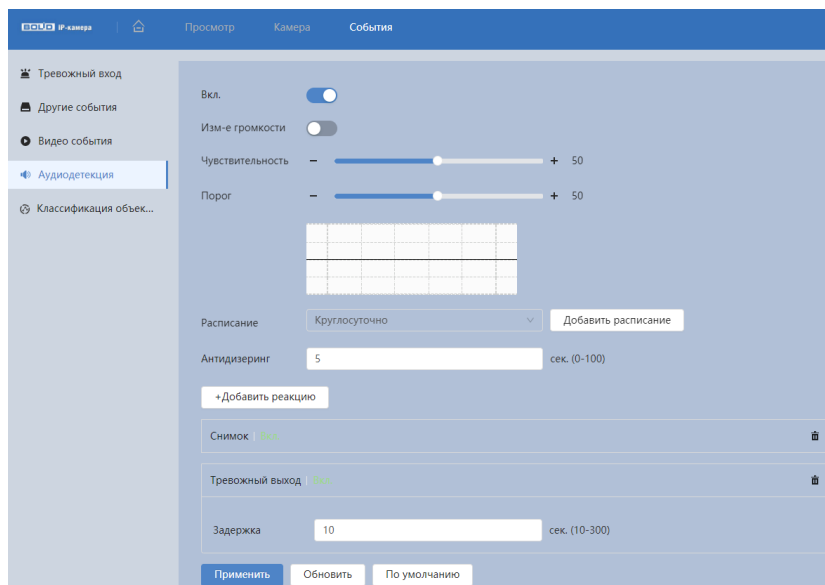 BOLID IP-камера Просмотр Камера События
Тревожный вход
Другие события
Видео события
Аудиодетекция
Классификация объек...
Вкл.
Изм-е громкости
Чувствительность − + 50
Порог − + 50
Расписание Круглосуточно Добавить расписание
Антидизеринг 5 сек. (0-100)
+Добавить реакцию
Снимок |
Тревожный выход |
Задержка 10 сек. (10-300)
Применить Обновить По умолчанию